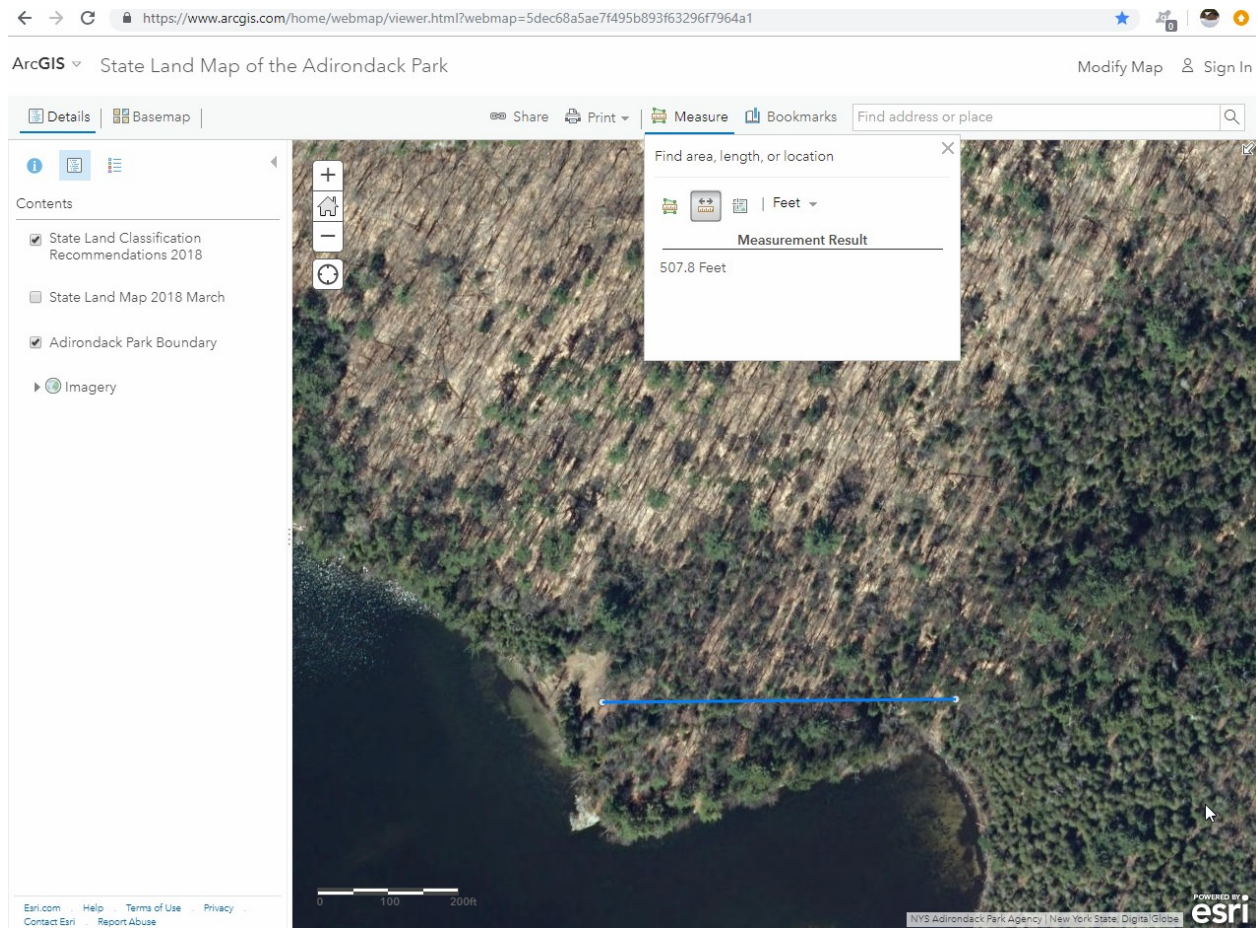 https://www.arcgis.com/home/webmap/viewer.html?webmap=5dec68a5ae7f495b893f63296f7964a1
0
ArcGIS State Land Map of the Adirondack Park
Modify Map Sign In
Details Basemap Share Print Measure Bookmarks Find address or place
Find area, length, or location
Feet
Measurement Result
507.8 Feet
Contents
State Land Classification
Recommendations 2018
State Land Map 2018 March
Adirondack Park Boundary
Imagery
+
−
0 100 200ft
Esri.com . Help . Terms of Use . Privacy .
Contact Esri . Report Abuse
NYS Adirondack Park Agency | New York State, DigitalGlobe
POWERED BY
esri